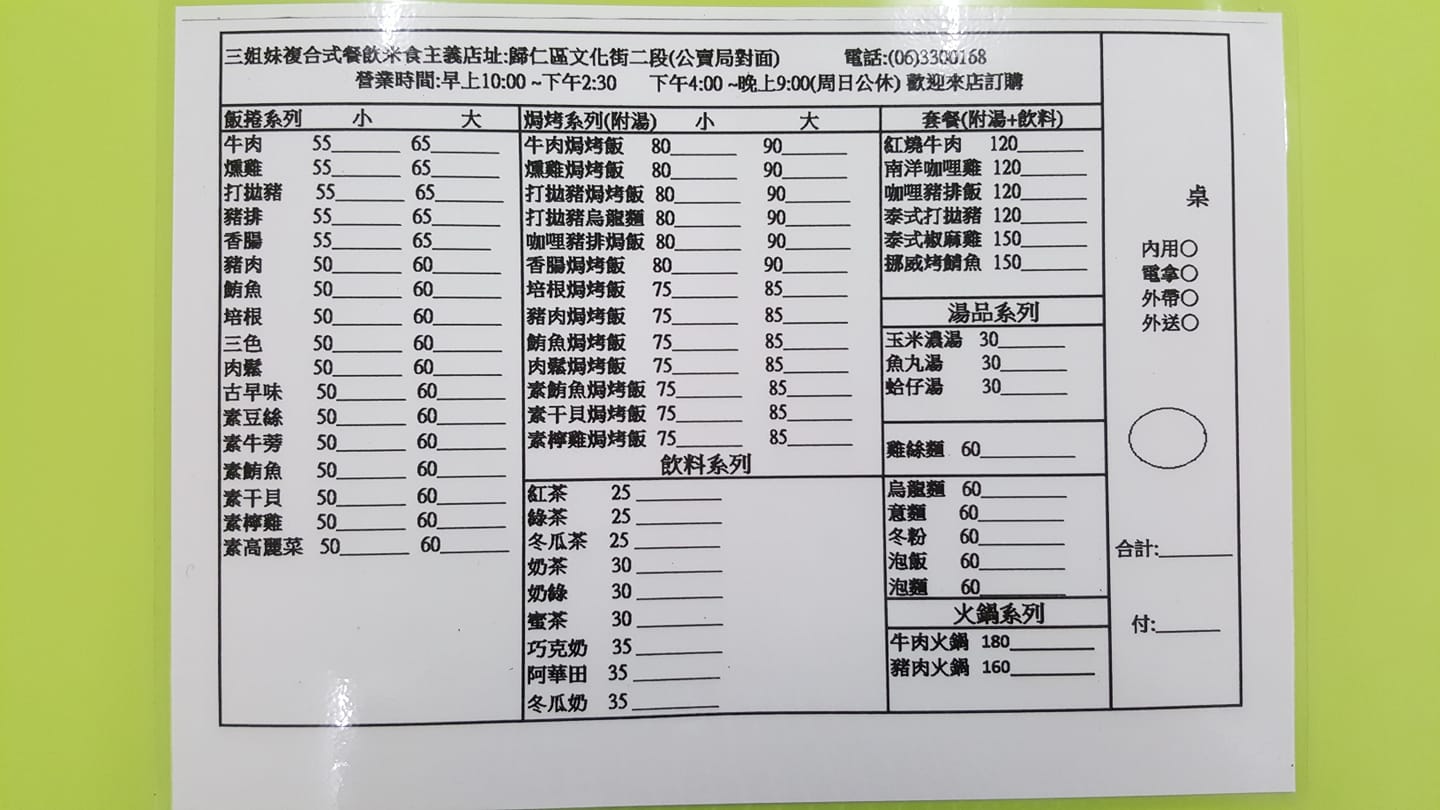 三姐妹複合式餐飲米食主義店址:歸仁區文化街二段(公賣局對面) 電話:(06)3300168
營業時間:早上10:00 ~下午2:30 下午4:00 ~晚上9:00(周日公休) 歡迎來店訂購
飯捲系列 小 大
牛肉 55 65
燻雞 55 65
打拋豬 55 65
豬排 55 65
香腸 55 65
豬肉 50 60
鮪魚 50 60
培根 50 60
三色 50 60
肉鬆 50 60
古早味 50 60
素豆絲 50 60
素牛蒡 50 60
素鮪魚 50 60
素干貝 50 60
素檸雞 50 60
素高麗菜 50 60
焗烤系列(附湯) 小 大
牛肉焗烤飯 80 90
燻雞焗烤飯 80 90
打拋豬焗烤飯 80 90
打拋豬烏龍麵 80 90
咖哩豬排焗飯 80 90
香腸焗烤飯 80 90
培根焗烤飯 75 85
豬肉焗烤飯 75 85
鮪魚焗烤飯 75 85
肉鬆焗烤飯 75 85
素鮪魚焗烤飯 75 85
素干貝焗烤飯 75 85
素檸雞焗烤飯 75 85
飲料系列
紅茶 25
綠茶 25
冬瓜茶 25
奶茶 30
奶綠 30
蜜茶 30
巧克奶 35
阿華田 35
冬瓜奶 35
套餐(附湯+飲料)
紅燒牛肉 120
南洋咖哩雞 120
咖哩豬排飯 120
泰式打拋豬 120
泰式椒麻雞 150
挪威烤鯖魚 150
湯品系列
玉米濃湯 30
魚丸湯 30
蛤仔湯 30
雞絲麵 60
烏龍麵 60
意麵 60
冬粉 60
泡飯 60
泡麵 60
火鍋系列
牛肉火鍋 180
豬肉火鍋 160
桌
內用○
電拿○
外帶○
外送○
合計:
付: